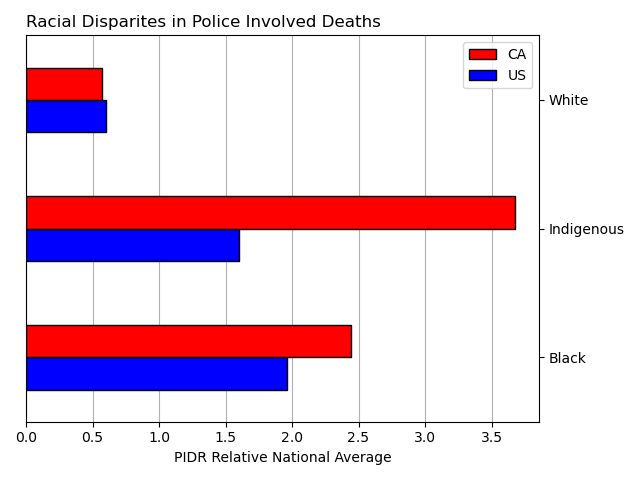 Racial Disparites in Police Involved Deaths
CA
US
White
Indigenous
Black
0.0 0.5 1.0 1.5 2.0 2.5 3.0 3.5
PIDR Relative National Average